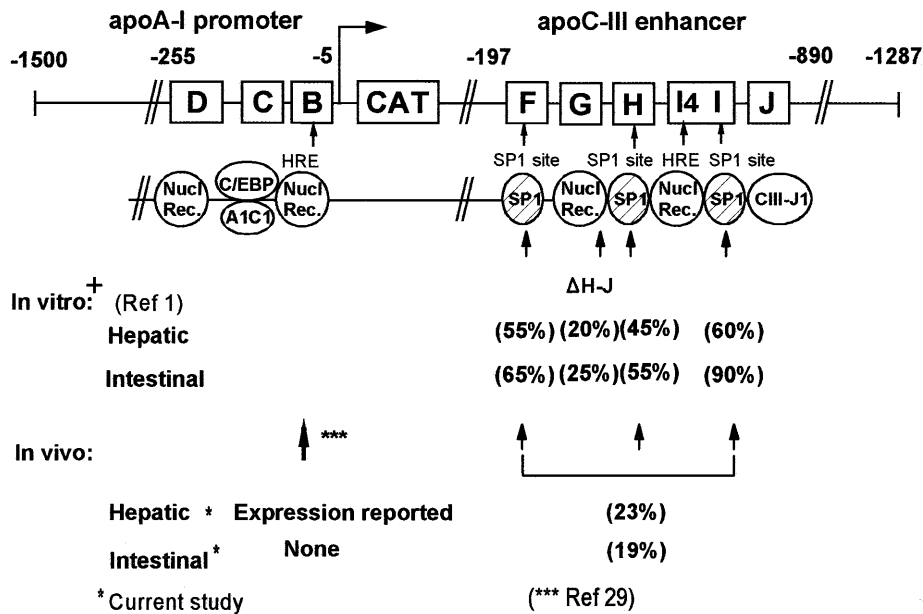 apoA-I promoter apoC-III enhancer
-1500 -255 -5 -197 -890 -1287
D C B CAT F G H I4 I J
HRE SP1 site SP1 site HRE SP1 site
Nucl Rec. C/EBP A1C1 Nucl Rec. SP1 Nucl Rec. SP1 Nucl Rec. SP1 CIII-J1
ΔH-J
In vitro:+ (Ref 1)
Hepatic (55%) (20%) (45%) (60%)
Intestinal (65%) (25%) (55%) (90%)
***
In vivo:
Hepatic * Expression reported (23%)
Intestinal* None (19%)
*Current study (*** Ref 29)